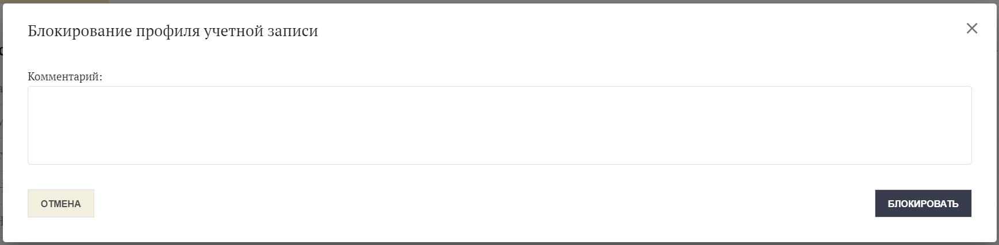 Блокирование профиля учетной записи
Комментарий:
ОТМЕНА
БЛОКИРОВАТЬ